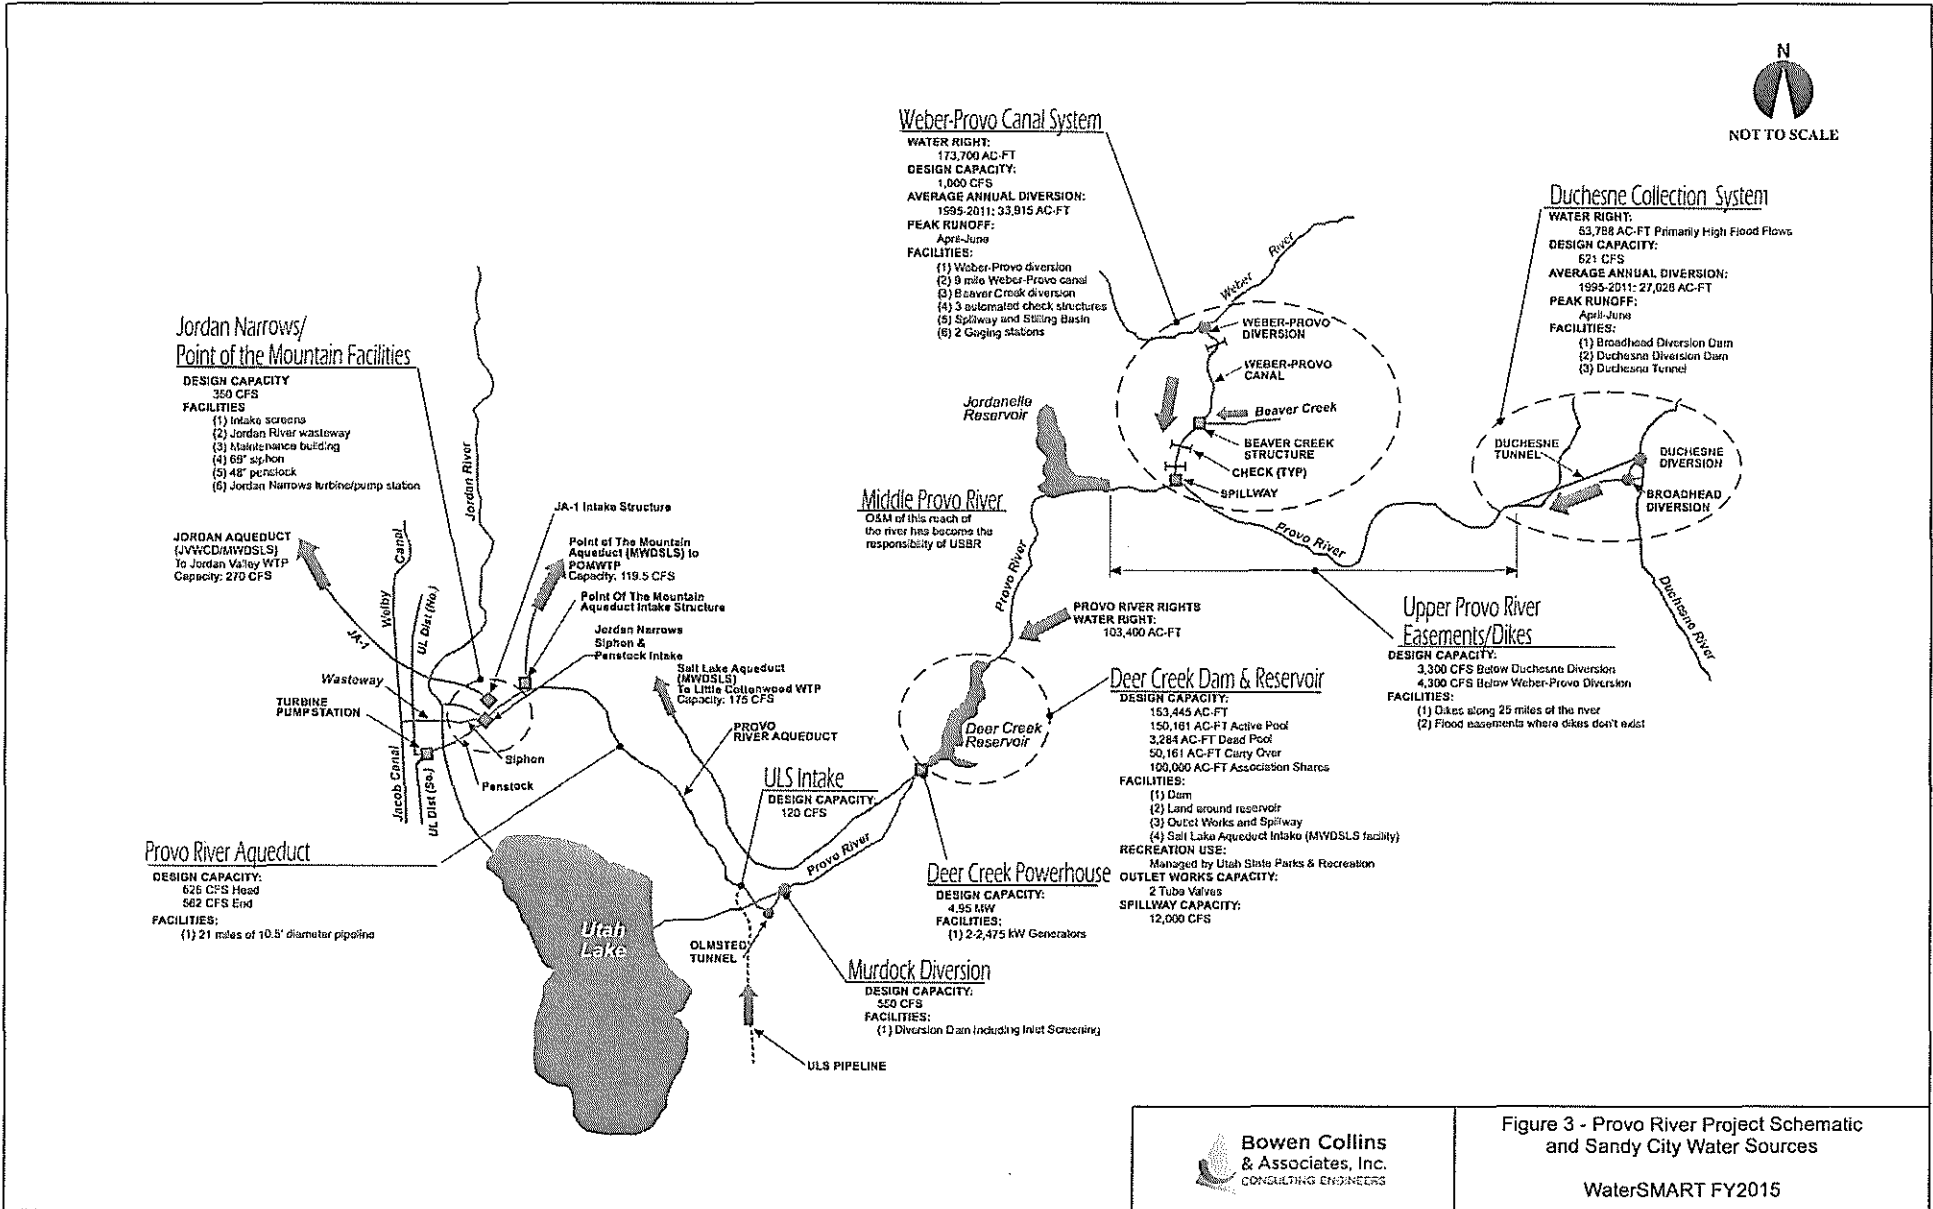 N
NOT TO SCALE
Weber-Provo Canal System
WATER RIGHT:
173,700 AC-FT
DESIGN CAPACITY:
1,000 CFS
AVERAGE ANNUAL DIVERSION:
1995-2011: 33,915 AC-FT
PEAK RUNOFF:
April-June
FACILITIES:
(1) Weber-Provo diversion
(2) 9 mile Weber-Provo canal
(3) Beaver Creek diversion
(4) 3 automated check structures
(5) Spillway and Stilling Basin
(6) 2 Gaging stations
Duchesne Collection System
WATER RIGHT:
53,788 AC-FT Primarily High Flood Flows
DESIGN CAPACITY:
621 CFS
AVERAGE ANNUAL DIVERSION:
1995-2011: 27,028 AC-FT
PEAK RUNOFF:
April-June
FACILITIES:
(1) Broadhead Diversion Dam
(2) Duchesne Diversion Dam
(3) Duchesne Tunnel
Weber River
WEBER-PROVO
DIVERSION
WEBER-PROVO
CANAL
Beaver Creek
BEAVER CREEK
STRUCTURE
CHECK (TYP)
SPILLWAY
DUCHESNE
TUNNEL
DUCHESNE
DIVERSION
BROADHEAD
DIVERSION
Duchesne River
Provo River
Jordanelle
Reservoir
Middle Provo River
O&M of this reach of
the river has become the
responsibility of USBR
Provo River
PROVO RIVER RIGHTS
WATER RIGHT:
103,400 AC-FT
Upper Provo River
Easements/Dikes
DESIGN CAPACITY:
3,300 CFS Below Duchesne Diversion
4,300 CFS Below Weber-Provo Diversion
FACILITIES:
(1) Dikes along 25 miles of the river
(2) Flood easements where dikes don't exist
Jordan Narrows/
Point of the Mountain Facilities
DESIGN CAPACITY
350 CFS
FACILITIES
(1) Intake screens
(2) Jordan River wasteway
(3) Maintenance building
(4) 69" siphon
(5) 48" penstock
(6) Jordan Narrows turbine/pump station
Jordan River
JORDAN AQUEDUCT
(JVWCD/MWDSLS)
To Jordan Valley WTP
Capacity: 270 CFS
JA-1 Intake Structure
Point of The Mountain
Aqueduct (MWDSLS) to
POMWTP
Capacity: 119.5 CFS
Point Of The Mountain
Aqueduct Intake Structure
Jordan Narrows
Siphon &
Penstock Intake
Welby Canal
UL Dist (No.)
JA-1
Wasteway
TURBINE
PUMPSTATION
Siphon
Penstock
Jacob Canal
UL Dist (So.)
Salt Lake Aqueduct
(MWDSLS)
To Little Cottonwood WTP
Capacity: 175 CFS
PROVO
RIVER AQUEDUCT
Deer Creek
Reservoir
Deer Creek Dam & Reservoir
DESIGN CAPACITY:
153,445 AC-FT
150,161 AC-FT Active Pool
3,284 AC-FT Dead Pool
50,161 AC-FT Carry Over
100,000 AC-FT Association Shares
FACILITIES:
(1) Dam
(2) Land around reservoir
(3) Outlet Works and Spillway
(4) Salt Lake Aqueduct Intake (MWDSLS facility)
RECREATION USE:
Managed by Utah State Parks & Recreation
OUTLET WORKS CAPACITY:
2 Tube Valves
SPILLWAY CAPACITY:
12,000 CFS
ULS Intake
DESIGN CAPACITY:
120 CFS
Provo River
Deer Creek Powerhouse
DESIGN CAPACITY:
4.95 MW
FACILITIES:
(1) 2-2,475 kW Generators
Provo River Aqueduct
DESIGN CAPACITY:
626 CFS Head
562 CFS End
FACILITIES:
(1) 21 miles of 10.5' diameter pipeline
Utah
Lake
OLMSTED
TUNNEL
Murdock Diversion
DESIGN CAPACITY:
550 CFS
FACILITIES:
(1) Diversion Dam Including Inlet Screening
ULS PIPELINE
Bowen Collins
& Associates, Inc.
CONSULTING ENGINEERS
Figure 3 - Provo River Project Schematic
and Sandy City Water Sources
WaterSMART FY2015